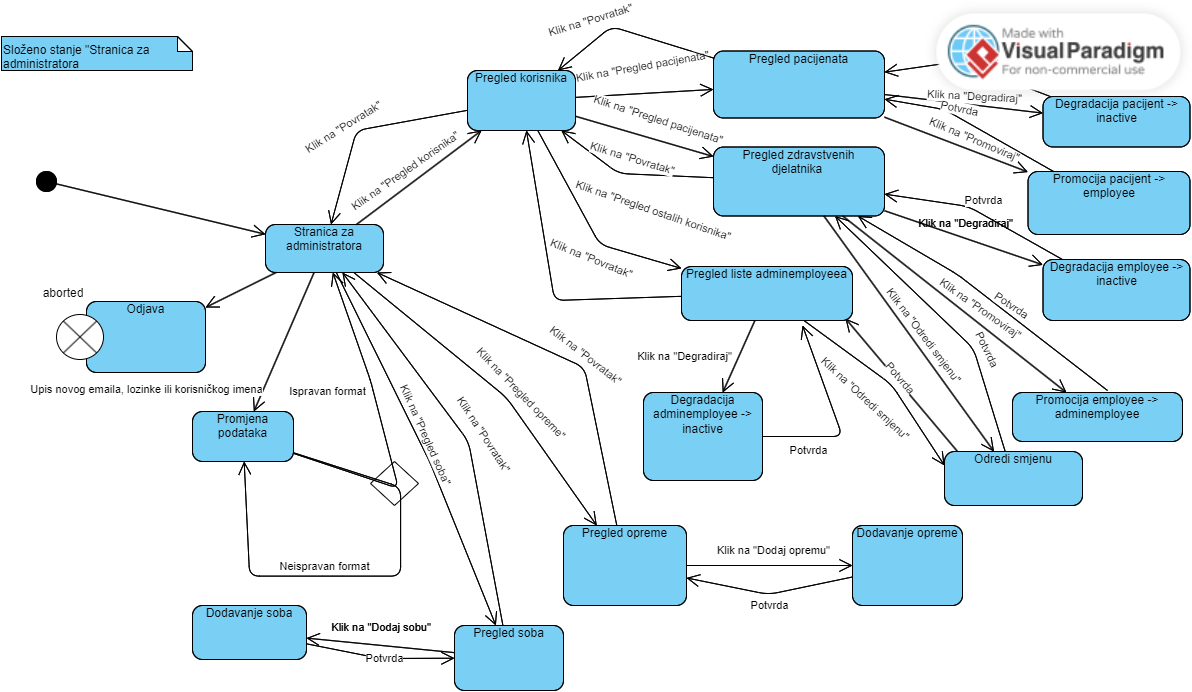 Složeno stanje "Stranica za
administratora
Made with
VisualParadigm
For non-commercial use
Klik na "Povratak"
Pregled korisnika
Klik na "Pregled pacijenata"
Pregled pacijenata
Klik na "Degradiraj"
Potvrda
Degradacija pacijent ->
inactive
Klik na "Povratak"
Klik na "Pregled korisnika"
Klik na "Pregled pacijenata"
Klik na "Povratak"
Pregled zdravstvenih
djelatnika
Klik na "Promoviraj"
Promocija pacijent ->
employee
Klik na "Pregled ostalih korisnika"
Potvrda
Klik na "Degradiraj"
Stranica za
administratora
Klik na "Povratak"
Pregled liste adminemployeea
Degradacija employee ->
inactive
aborted
Odjava
Klik na "Odredi smjenu"
Klik na "Promoviraj"
Potvrda
Potvrda
Klik na "Povratak"
Klik na "Pregled opreme"
Klik na "Degradiraj"
Klik na "Odredi smjenu"
Potvrda
Upis novog emaila, lozinke ili korisničkog imena
Ispravan format
Klik na "Pregled soba"
Klik na "Povratak"
Degradacija
adminemployee ->
inactive
Promocija employee ->
adminemployee
Promjena
podataka
Potvrda
Odredi smjenu
Neispravan format
Pregled opreme
Klik na "Dodaj opremu"
Potvrda
Dodavanje opreme
Dodavanje soba
Klik na "Dodaj sobu"
Potvrda
Pregled soba